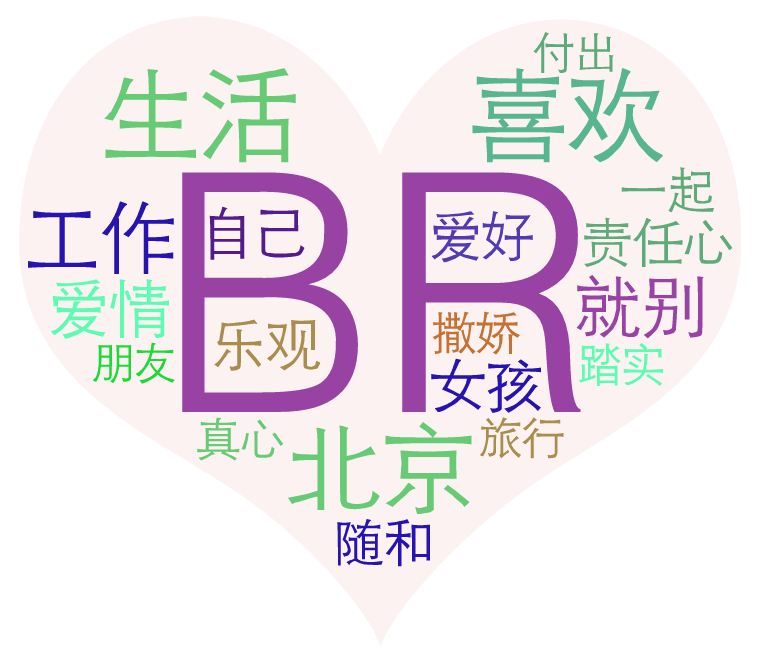 付出
生活
喜欢
BR
一起
工作
自己
爱好
责任心
爱情
就别
乐观
撒娇
朋友
女孩
踏实
真心
北京
旅行
随和